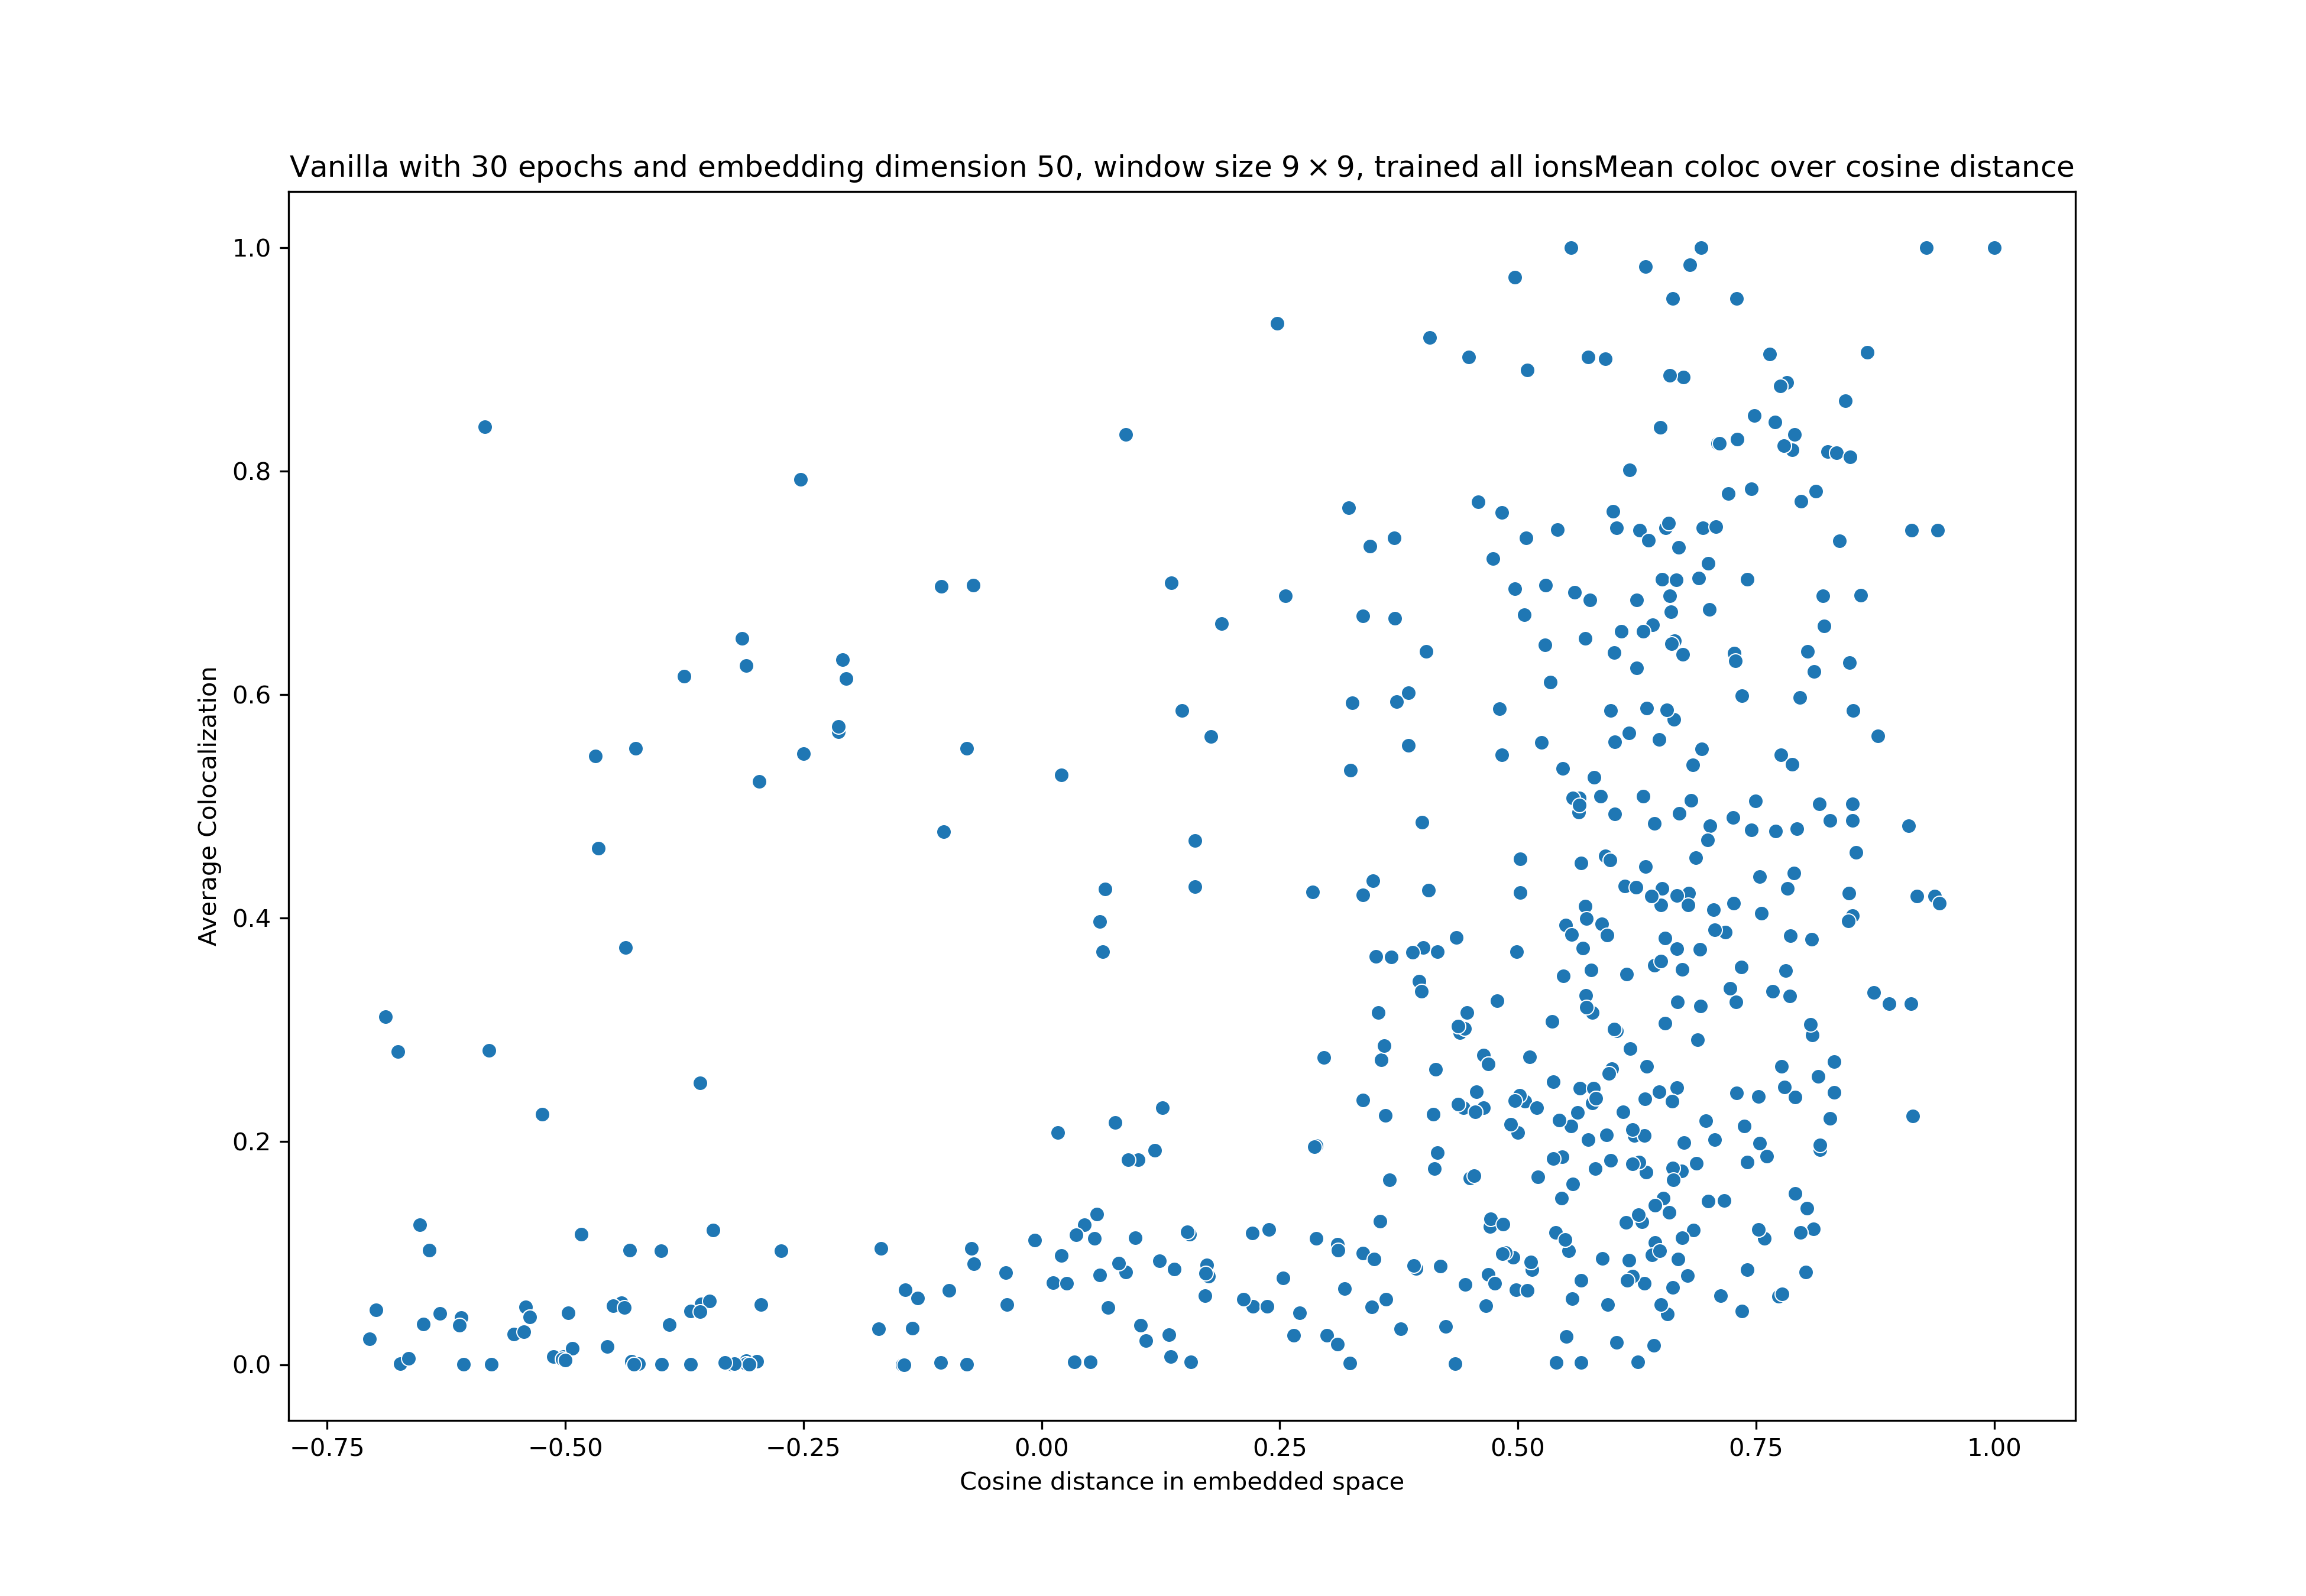 Vanilla with 30 epochs and embedding dimension 50, window size 9 × 9, trained all ionsMean coloc over cosine distance
1.0
0.8
0.6
0.4
0.2
0.0
Average Colocalization
−0.75 −0.50 −0.25 0.00 0.25 0.50 0.75 1.00
Cosine distance in embedded space